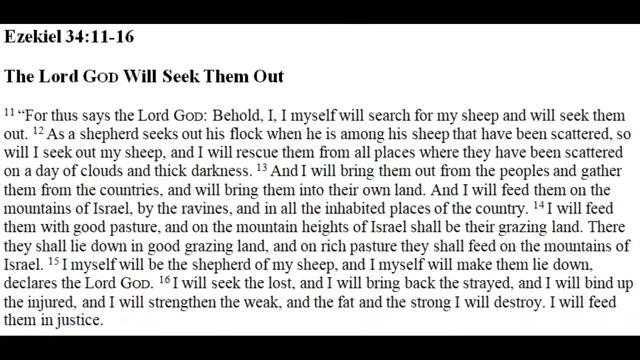 Ezekiel 34:11-16
The Lord GOD Will Seek Them Out
11 “For thus says the Lord GOD: Behold, I, I myself will search for my sheep and will seek them
out. 12 As a shepherd seeks out his flock when he is among his sheep that have been scattered, so
will I seek out my sheep, and I will rescue them from all places where they have been scattered
on a day of clouds and thick darkness. 13 And I will bring them out from the peoples and gather
them from the countries, and will bring them into their own land. And I will feed them on the
mountains of Israel, by the ravines, and in all the inhabited places of the country. 14 I will feed
them with good pasture, and on the mountain heights of Israel shall be their grazing land. There
they shall lie down in good grazing land, and on rich pasture they shall feed on the mountains of
Israel. 15 I myself will be the shepherd of my sheep, and I myself will make them lie down,
declares the Lord GOD. 16 I will seek the lost, and I will bring back the strayed, and I will bind up
the injured, and I will strengthen the weak, and the fat and the strong I will destroy. I will feed
them in justice.